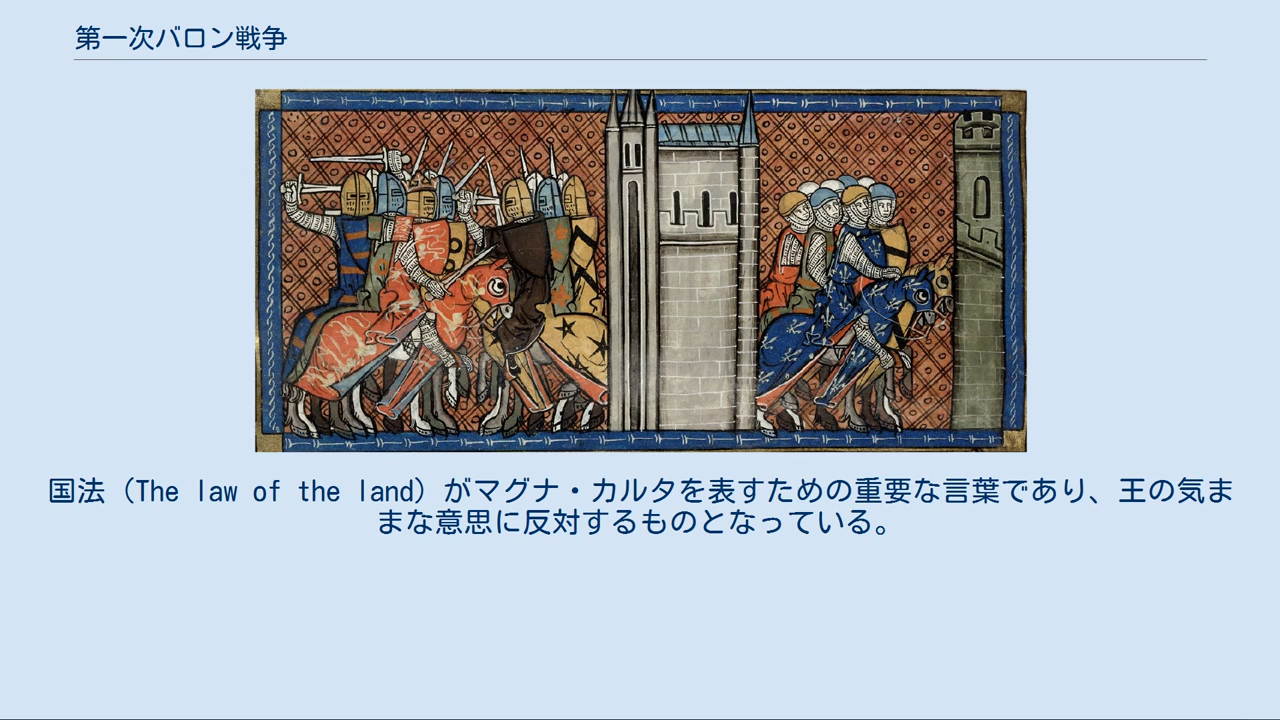 第一次バロン戦争
国法（The law of the land）がマグナ・カルタを表すための重要な言葉であり、王の気ま
まな意思に反対するものとなっている。